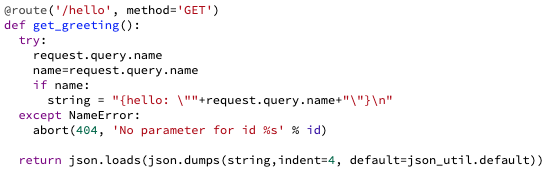 @route('/hello', method='GET')
def get_greeting():
  try:
    request.query.name
    name=request.query.name
    if name:
      string = "{hello: \""+request.query.name+"\"}\n"
  except NameError:
    abort(404, 'No parameter for id %s' % id)

  return json.loads(json.dumps(string,indent=4, default=json_util.default))